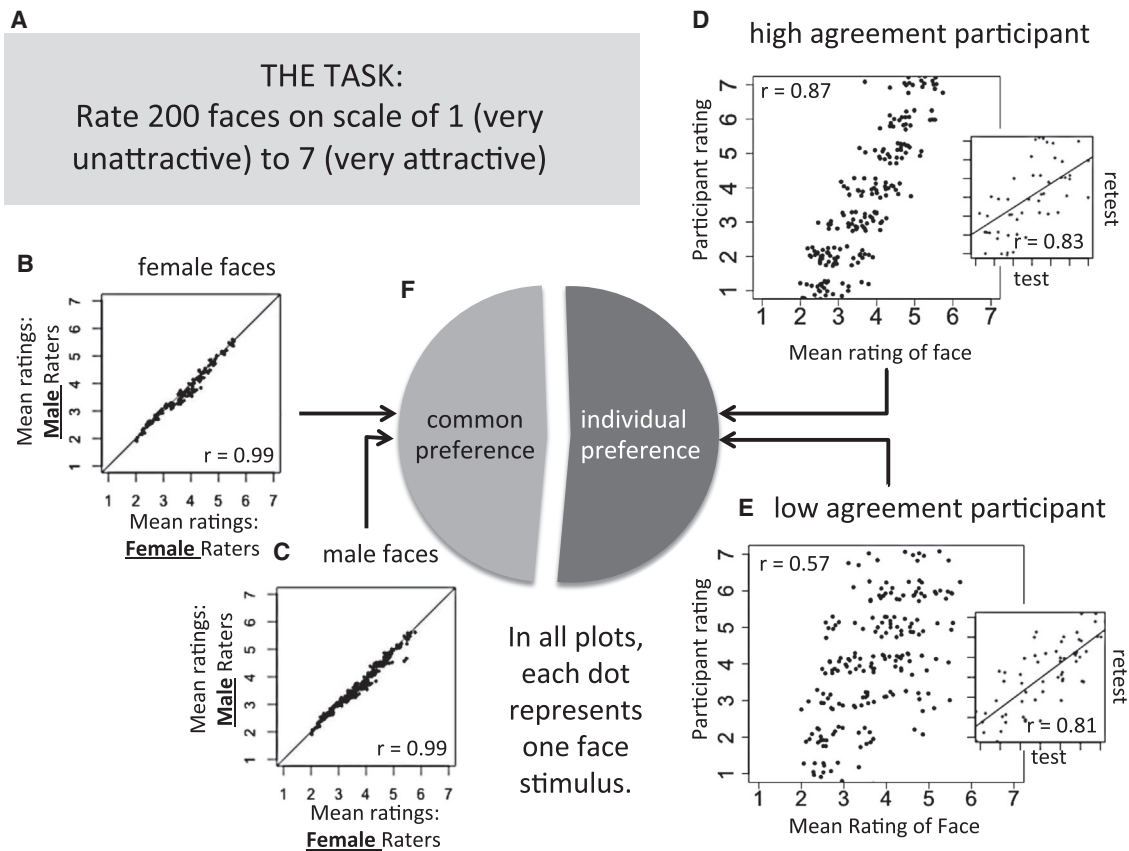 A
THE TASK:
Rate 200 faces on scale of 1 (very
unattractive) to 7 (very attractive)
B
female faces
Mean ratings:
Male Raters
7
6
5
4
3
2
1
r = 0.99
1 2 3 4 5 6 7
Mean ratings:
Female Raters
C
male faces
Mean ratings:
Male Raters
7
6
5
4
3
2
1
r = 0.99
1 2 3 4 5 6 7
Mean ratings:
Female Raters
D
high agreement participant
Participant rating
7
6
5
4
3
2
1
r = 0.87
1 2 3 4 5 6 7
Mean rating of face
r = 0.83
retest
test
E
low agreement participant
Participant rating
7
6
5
4
3
2
1
r = 0.57
1 2 3 4 5 6 7
Mean Rating of Face
r = 0.81
retest
test
F
common
preference
individual
preference
In all plots,
each dot
represents
one face
stimulus.